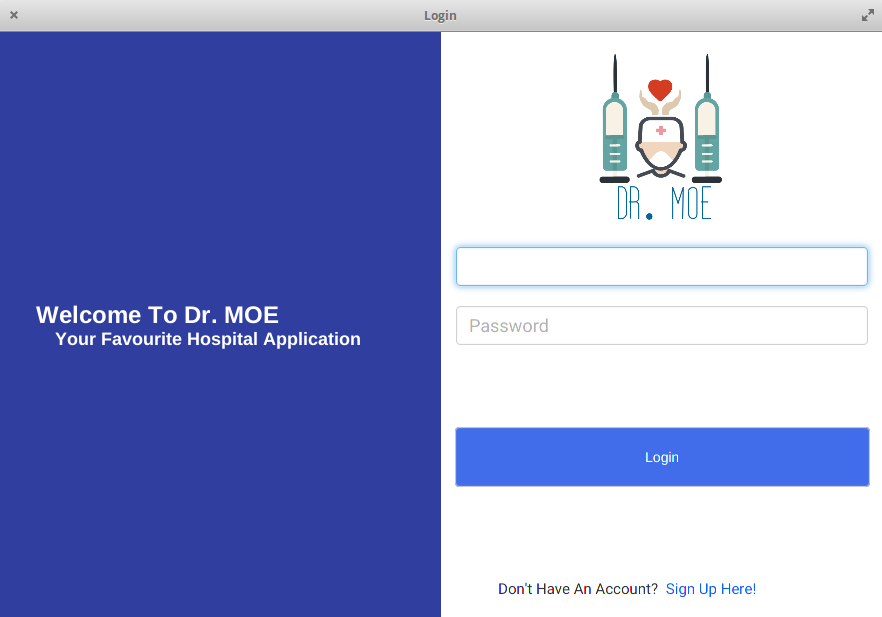 Login
Welcome To Dr. MOE
Your Favourite Hospital Application
DR. MOE
Password
Login
Don't Have An Account? Sign Up Here!